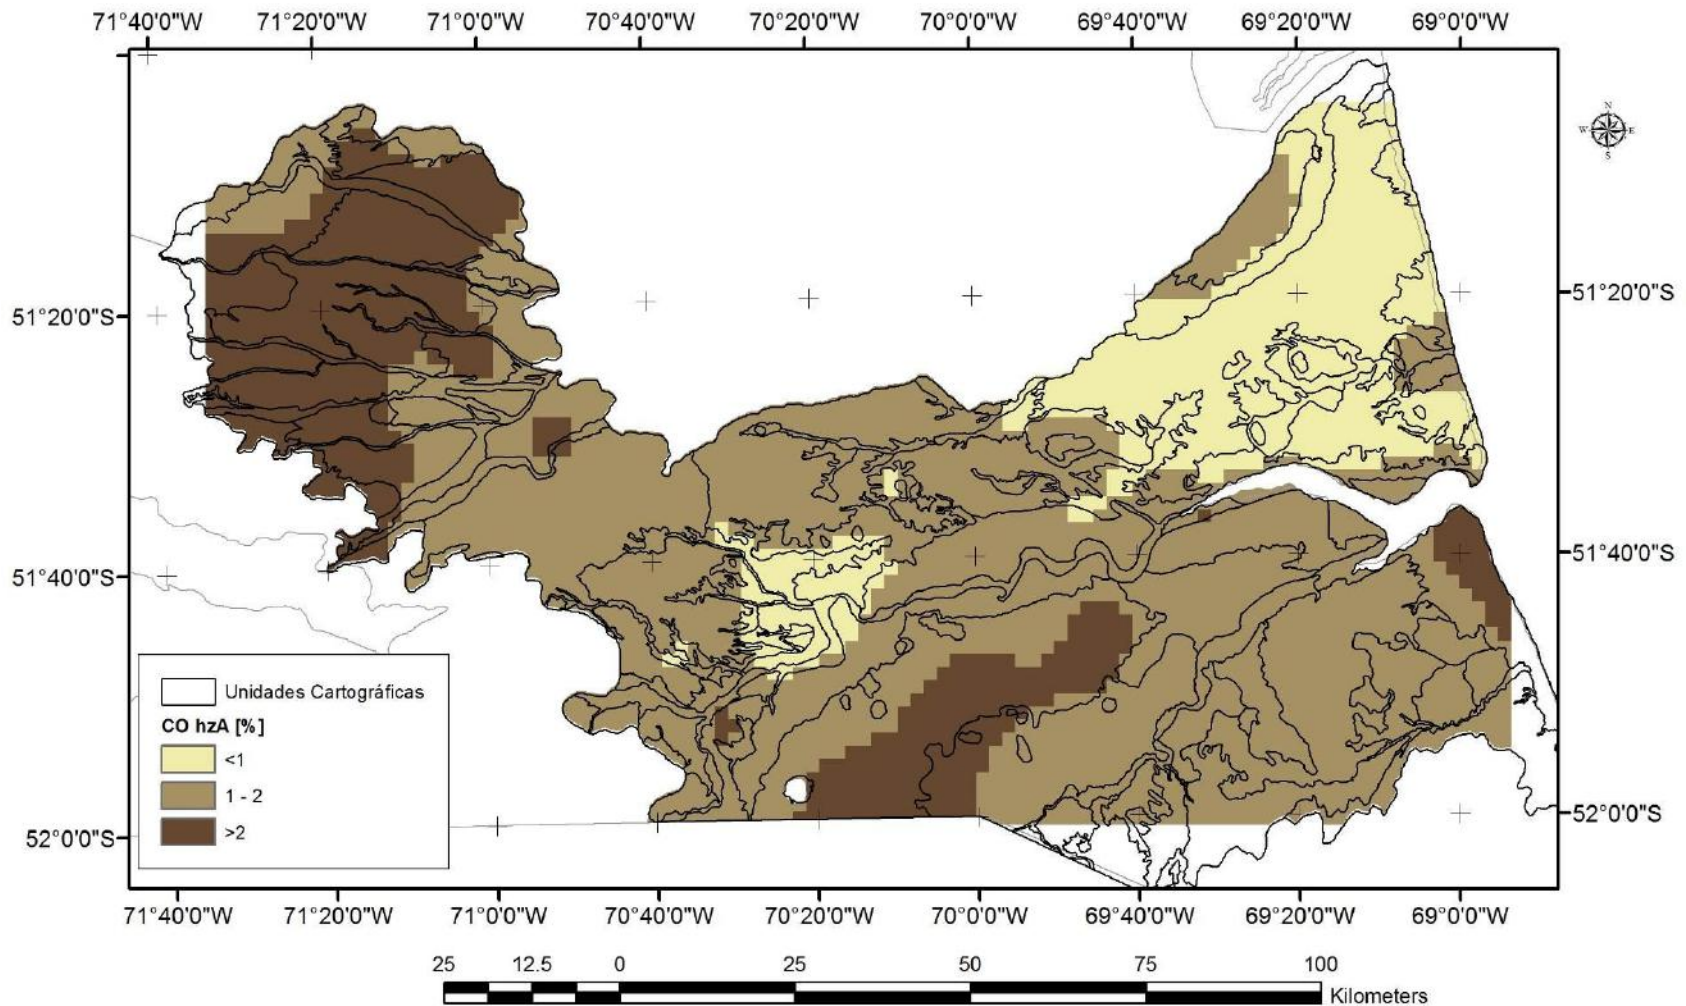 71°40'0"W 71°20'0"W 71°0'0"W 70°40'0"W 70°20'0"W 70°0'0"W 69°40'0"W 69°20'0"W 69°0'0"W
N
W E
S
51°20'0"S 51°20'0"S
51°40'0"S 51°40'0"S
Unidades Cartográficas
CO hzA [%]
<1
1 - 2
>2
52°0'0"S 52°0'0"S
71°40'0"W 71°20'0"W 71°0'0"W 70°40'0"W 70°20'0"W 70°0'0"W 69°40'0"W 69°20'0"W 69°0'0"W
25 12.5 0 25 50 75 100
Kilometers